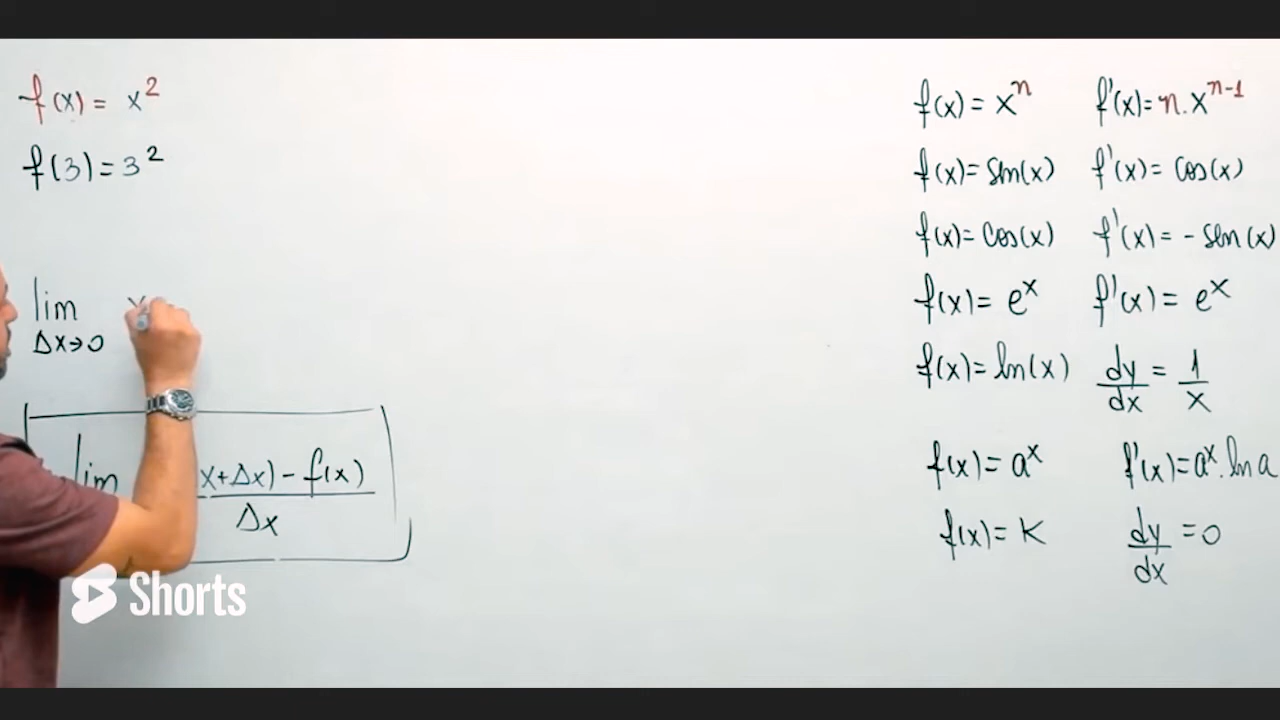 f(x) = x²
f(3) = 3²
lim
Δx→0
lim x+Δx) - f(x)
Δx
f(x) = xⁿ f'(x) = n.xⁿ⁻¹
f(x) = sen(x) f'(x) = cos(x)
f(x) = cos(x) f'(x) = -sen(x)
f(x) = eˣ f'(x) = eˣ
f(x) = ln(x) dy/dx = 1/x
f(x) = aˣ f'(x) = aˣ.ln a
f(x) = K dy/dx = 0
Shorts